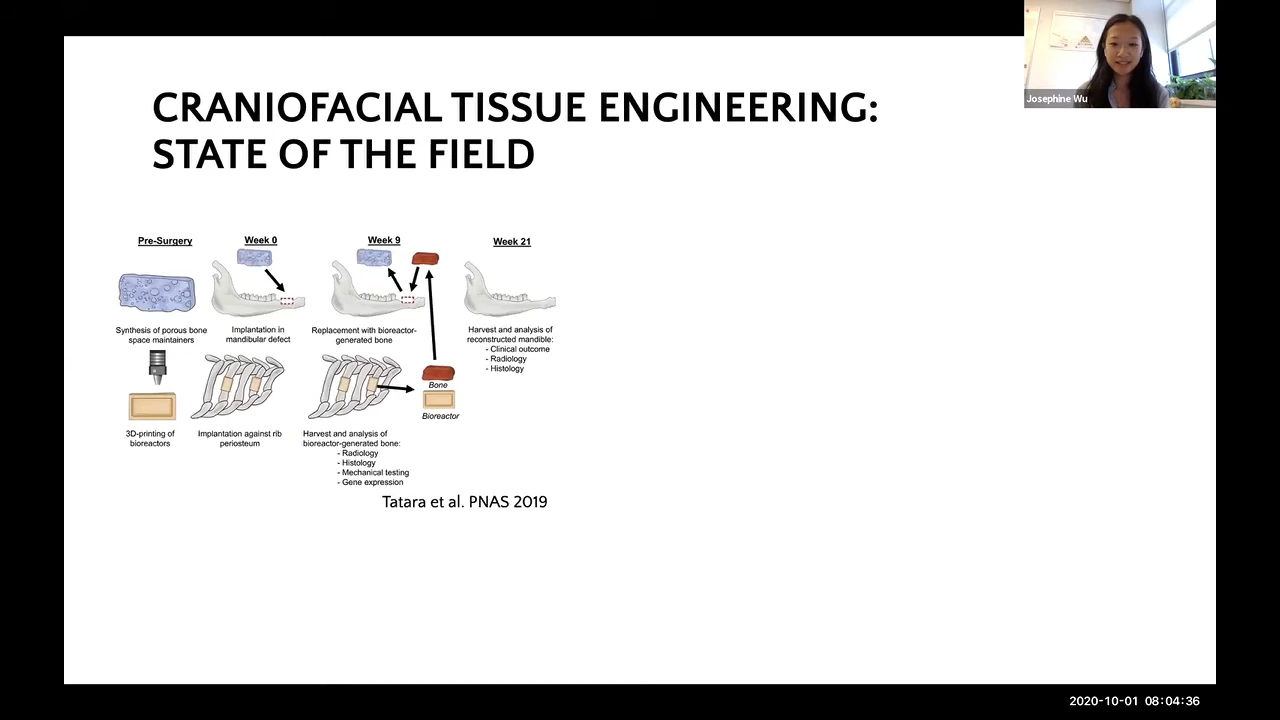 Josephine Wu
CRANIOFACIAL TISSUE ENGINEERING:
STATE OF THE FIELD
Pre-Surgery
Week 0
Week 9
Week 21
Synthesis of porous bone
space maintainers
Implantation in
mandibular defect
Replacement with bioreactor-
generated bone
Harvest and analysis of
reconstructed mandible:
- Clinical outcome
- Radiology
- Histology
Bone
Bioreactor
3D-printing of
bioreactors
Implantation against rib
periosteum
Harvest and analysis of
bioreactor-generated bone:
- Radiology
- Histology
- Mechanical testing
- Gene expression
Tatara et al. PNAS 2019
2020-10-01 08:04:36